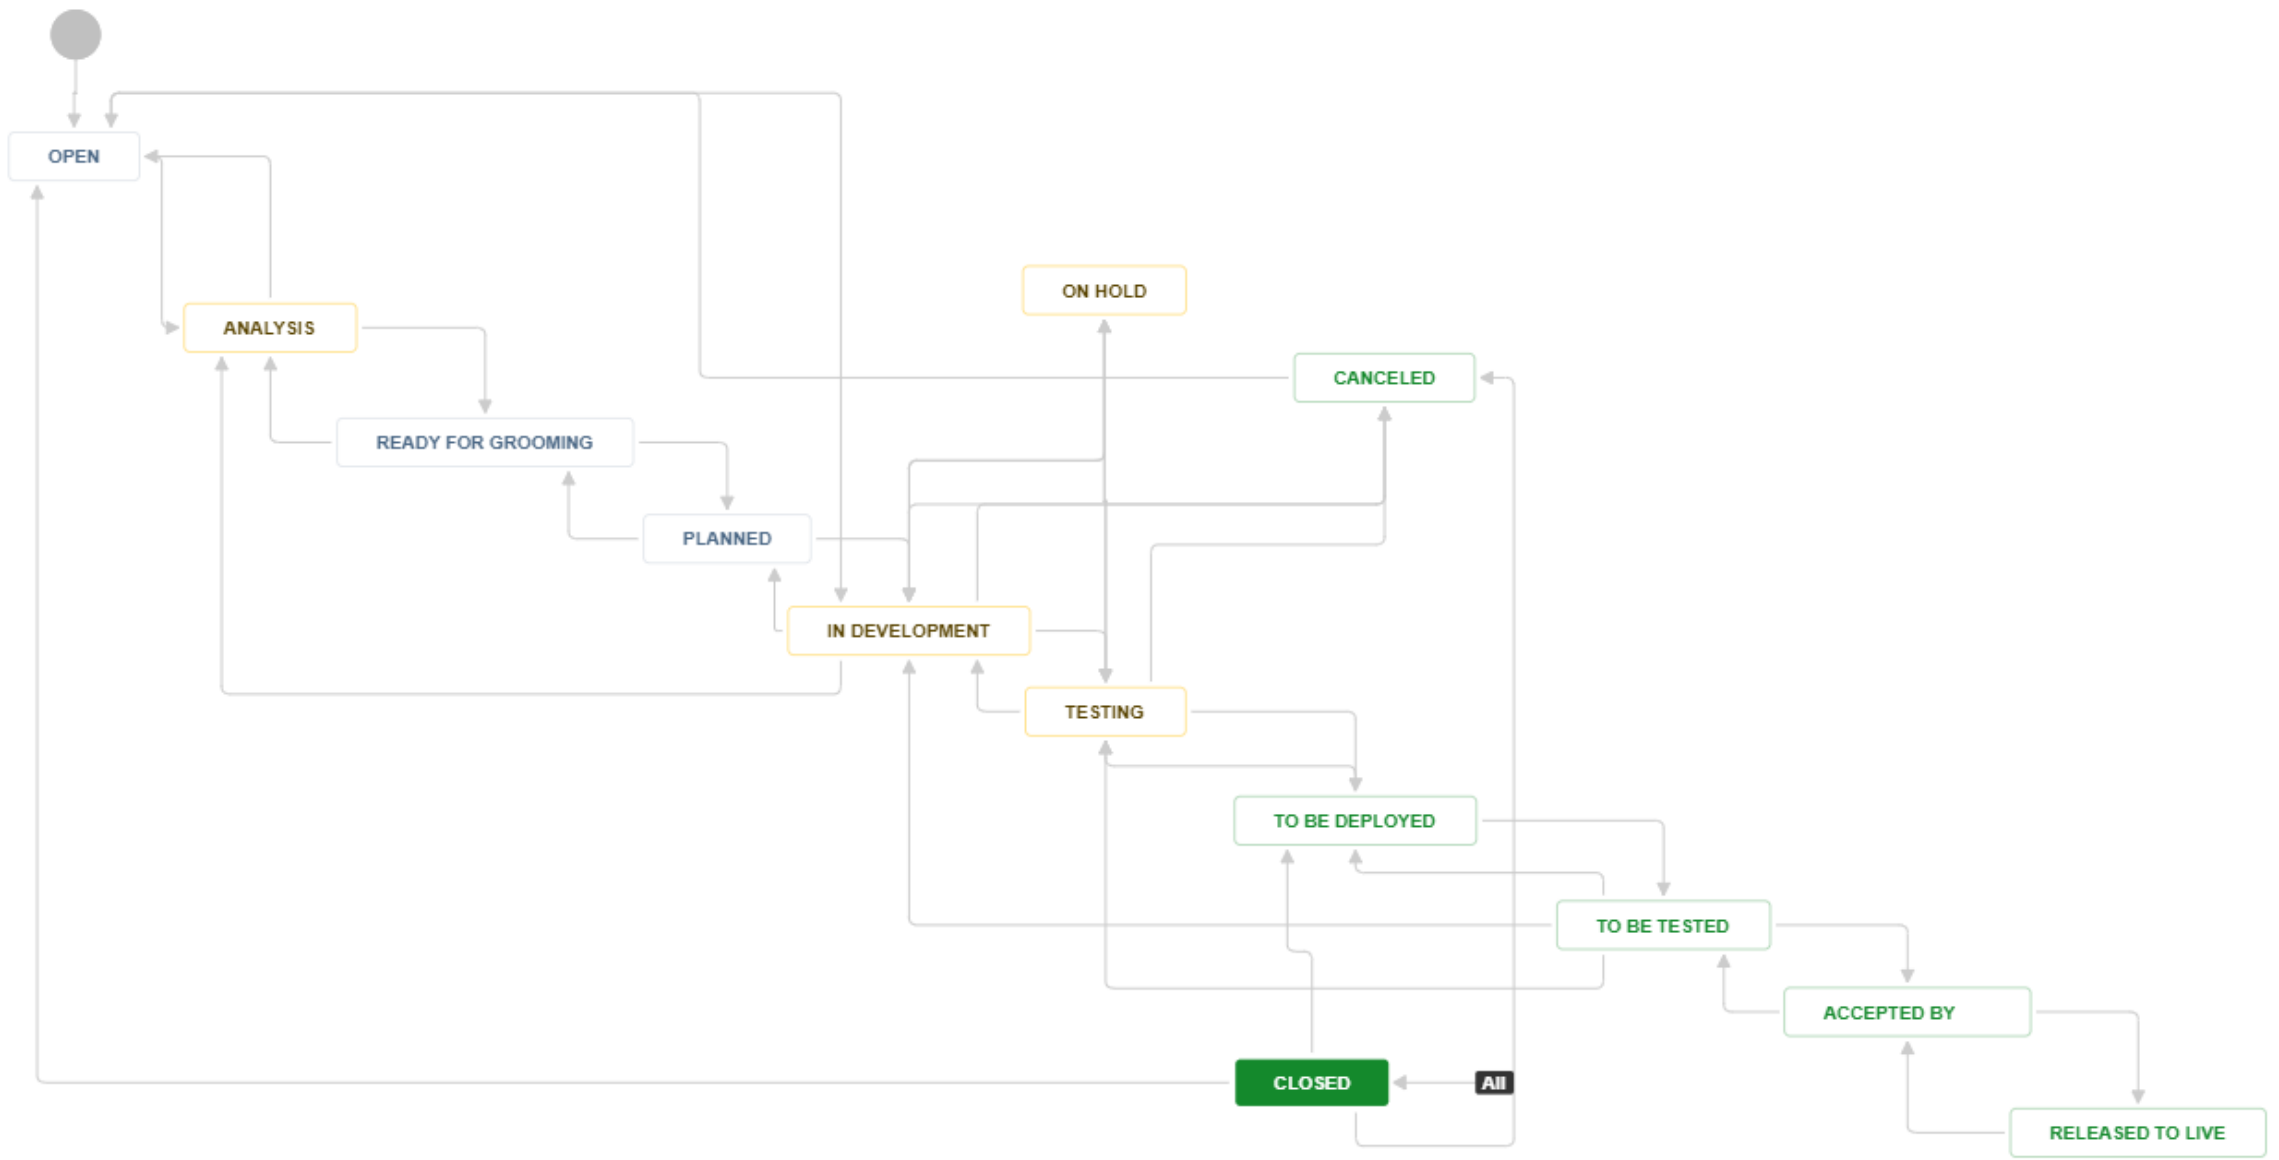 OPEN
ON HOLD
ANALYSIS
CANCELED
READY FOR GROOMING
PLANNED
IN DEVELOPMENT
TESTING
TO BE DEPLOYED
TO BE TESTED
ACCEPTED BY
CLOSED
All
RELEASED TO LIVE